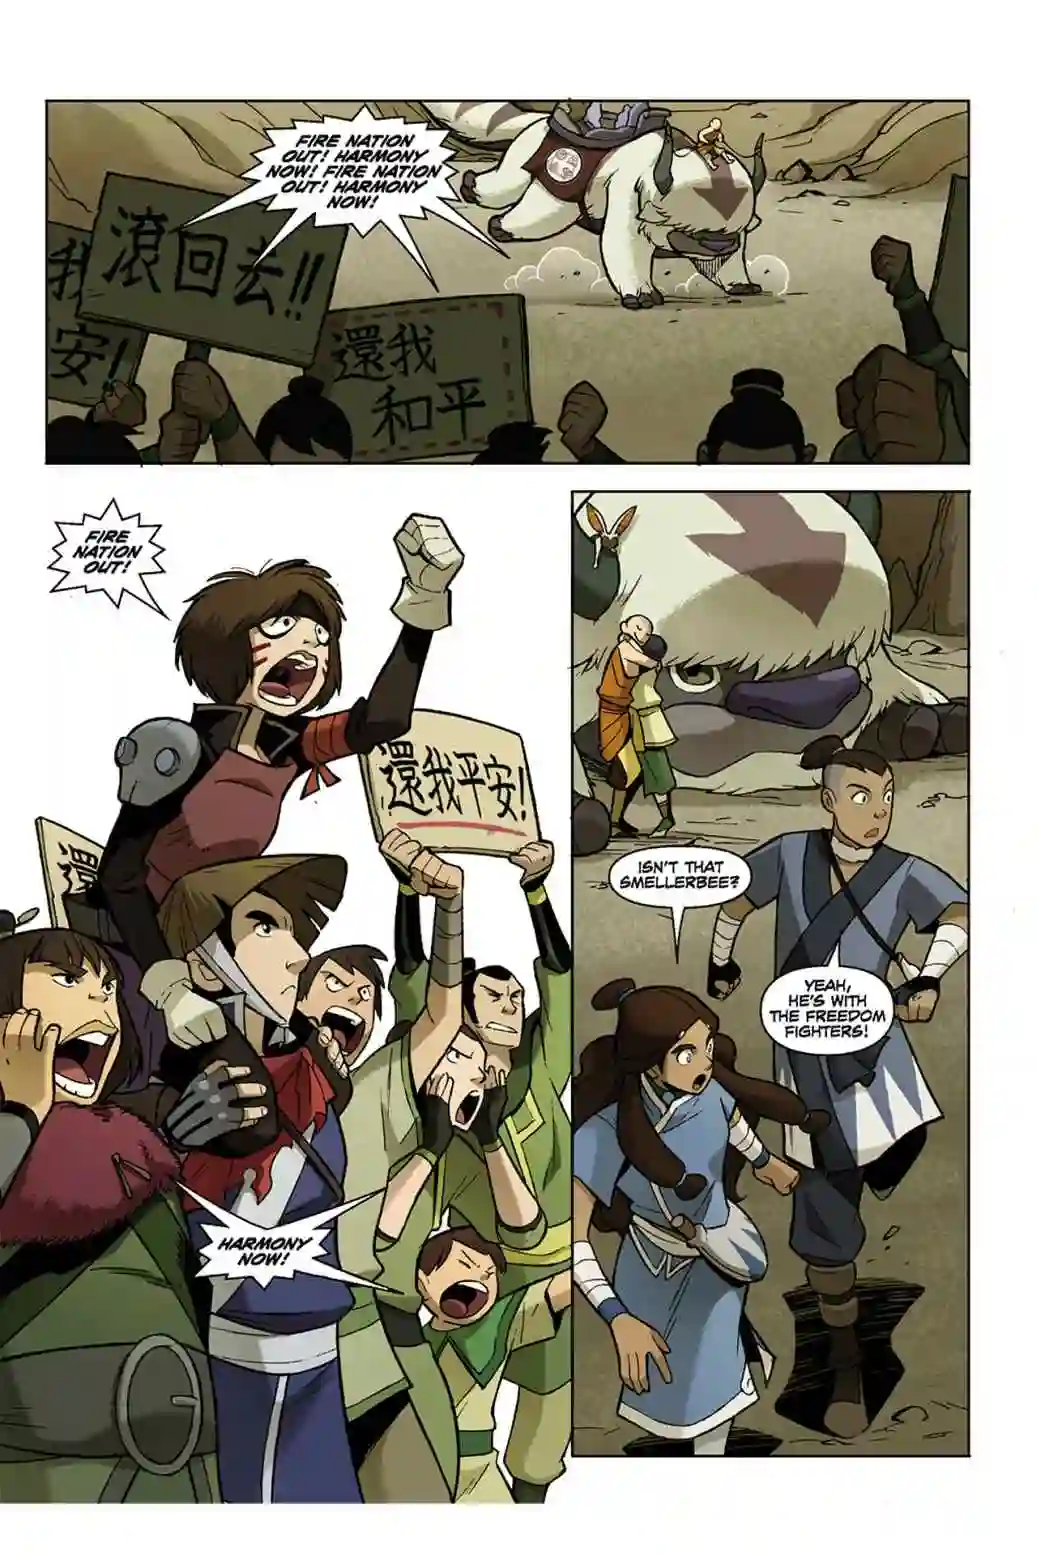 FIRE NATION
OUT! HARMONY
NOW! FIRE NATION
OUT! HARMONY
NOW!
滾回去!!
我
安!
還我
和平
FIRE
NATION
OUT!
還我平安!
還
HARMONY
NOW!
ISN'T THAT
SMELLERBEE?
YEAH,
HE'S WITH
THE FREEDOM
FIGHTERS!